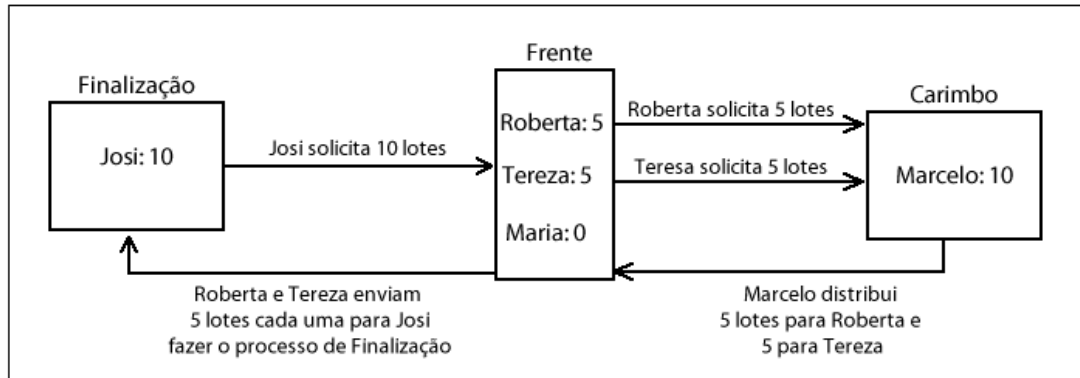 Frente
Finalização
Carimbo
Josi: 10
Josi solicita 10 lotes
Roberta: 5
Tereza: 5
Maria: 0
Roberta solicita 5 lotes
Teresa solicita 5 lotes
Marcelo: 10
Roberta e Tereza enviam
5 lotes cada uma para Josi
fazer o processo de Finalização
Marcelo distribui
5 lotes para Roberta e
5 para Tereza